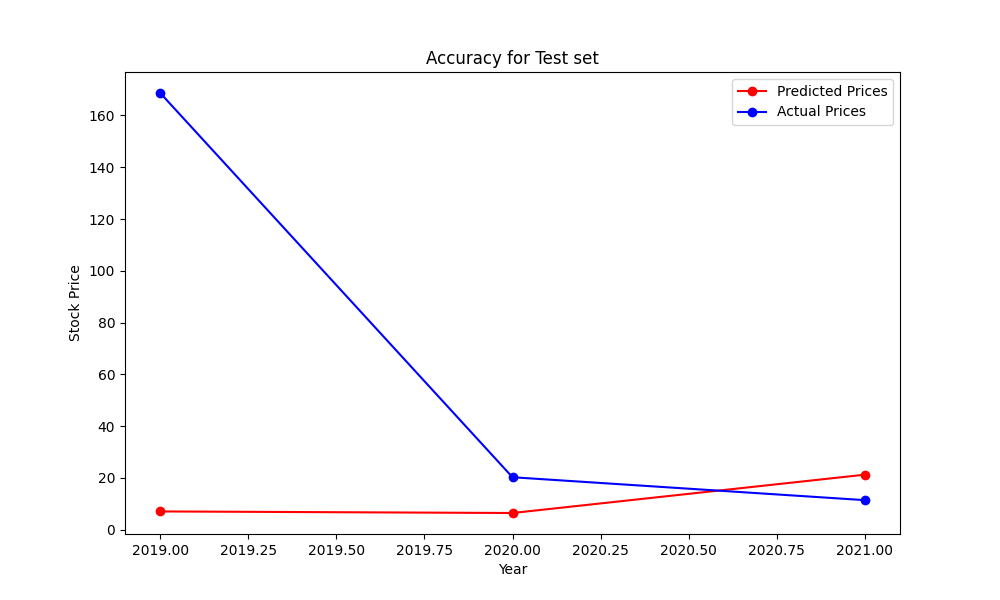 Accuracy for Test set
Predicted Prices
Actual Prices
160
140
120
100
80
60
40
20
0
Stock Price
2019.00 2019.25 2019.50 2019.75 2020.00 2020.25 2020.50 2020.75 2021.00
Year